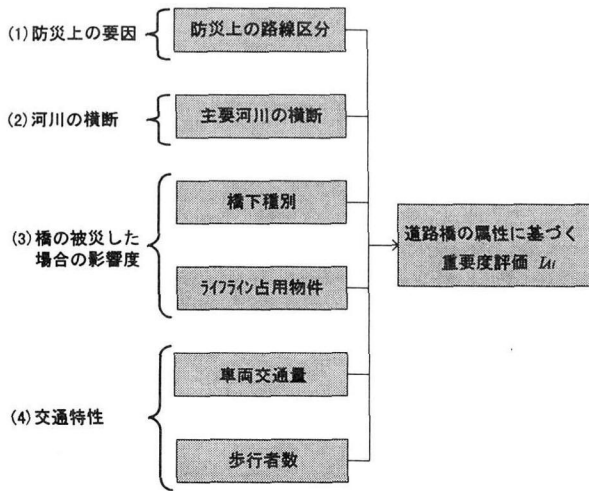 (1)防災上の要因
防災上の路線区分
(2)河川の横断
主要河川の横断
(3)橋の被災した
場合の影響度
橋下種別
ライフライン占用物件
(4)交通特性
車両交通量
歩行者数
道路橋の属性に基づく
重要度評価